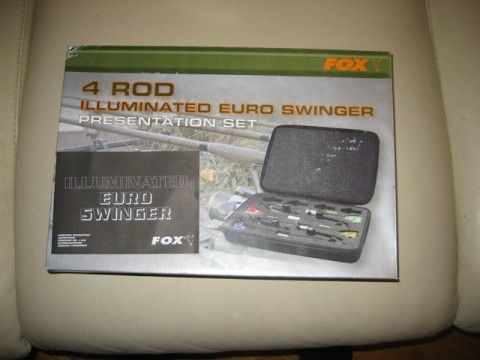 FOX
4 ROD
ILLUMINATED EURO SWINGER
PRESENTATION SET
ILLUMINATED
EURO
SWINGER
FOX